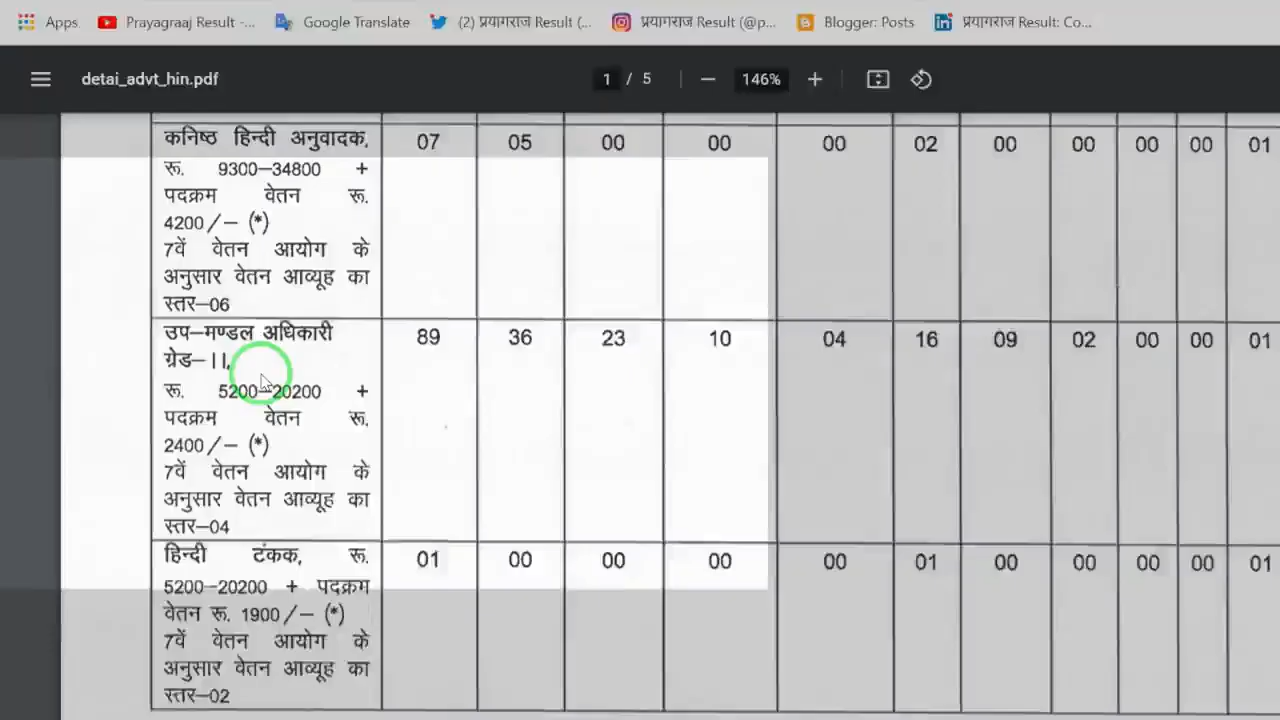 Apps Prayagraaj Result -... Google Translate (2) प्रयागराज Result (... प्रयागराज Result (@p... Blogger: Posts प्रयागराज Result: Co...
detai_advt_hin.pdf 1 / 5 146%
कनिष्ठ हिन्दी अनुवादक, 07 05 00 00 00 02 00 00 00 00 01
रू. 9300–34800 +
पदक्रम वेतन रू.
4200/– (*)
7वें वेतन आयोग के
अनुसार वेतन आव्यूह का
स्तर–06
उप–मण्डल अधिकारी 89 36 23 10 04 16 09 02 00 00 01
ग्रेड–।।,
रू. 5200–20200 +
पदक्रम वेतन रू.
2400/– (*)
7वें वेतन आयोग के
अनुसार वेतन आव्यूह का
स्तर–04
हिन्दी टंकक, रू. 01 00 00 00 00 01 00 00 00 00 01
5200–20200 + पदक्रम
वेतन रू. 1900/– (*)
7वें वेतन आयोग के
अनुसार वेतन आव्यूह का
स्तर–02